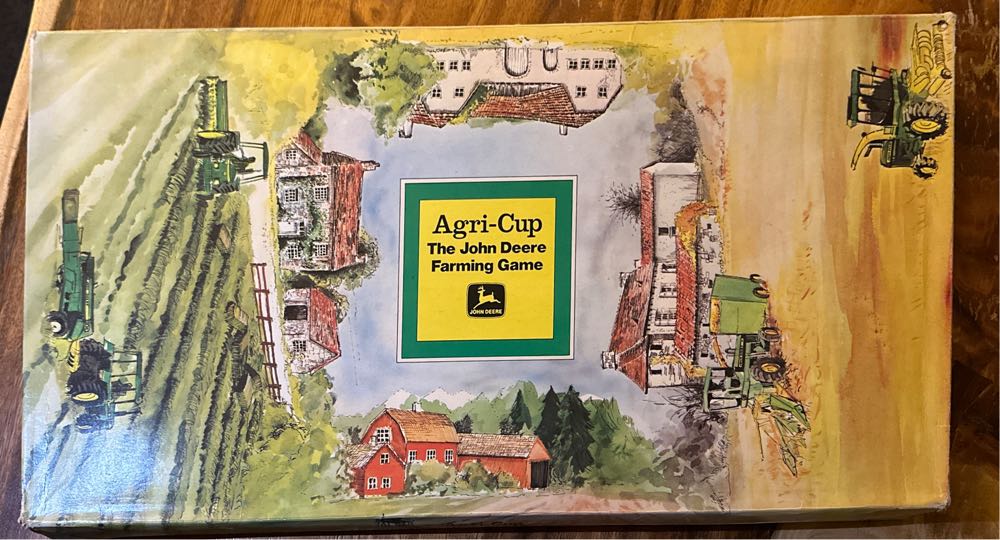 Agri-Cup
The John Deere
Farming Game
JOHN DEERE